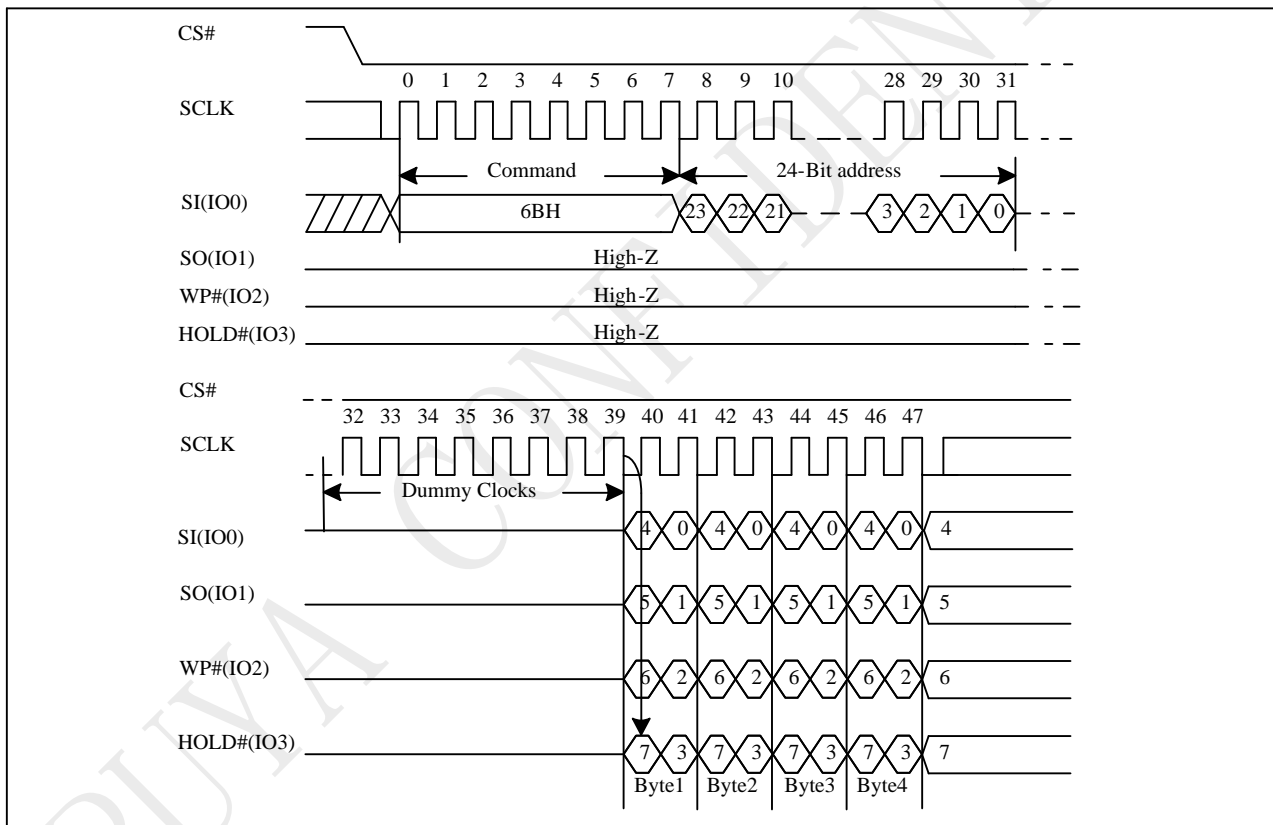 CS#
0 1 2 3 4 5 6 7 8 9 10 28 29 30 31
SCLK
Command 24-Bit address
SI(IO0) 6BH 23 22 21 3 2 1 0
SO(IO1) High-Z
WP#(IO2) High-Z
HOLD#(IO3) High-Z
CS#
32 33 34 35 36 37 38 39 40 41 42 43 44 45 46 47
SCLK
Dummy Clocks
SI(IO0) 4 0 4 0 4 0 4 0 4
SO(IO1) 5 1 5 1 5 1 5 1 5
WP#(IO2) 6 2 6 2 6 2 6 2 6
HOLD#(IO3) 7 3 7 3 7 3 7 3 7
Byte1 Byte2 Byte3 Byte4
PUYA CONFIDENT